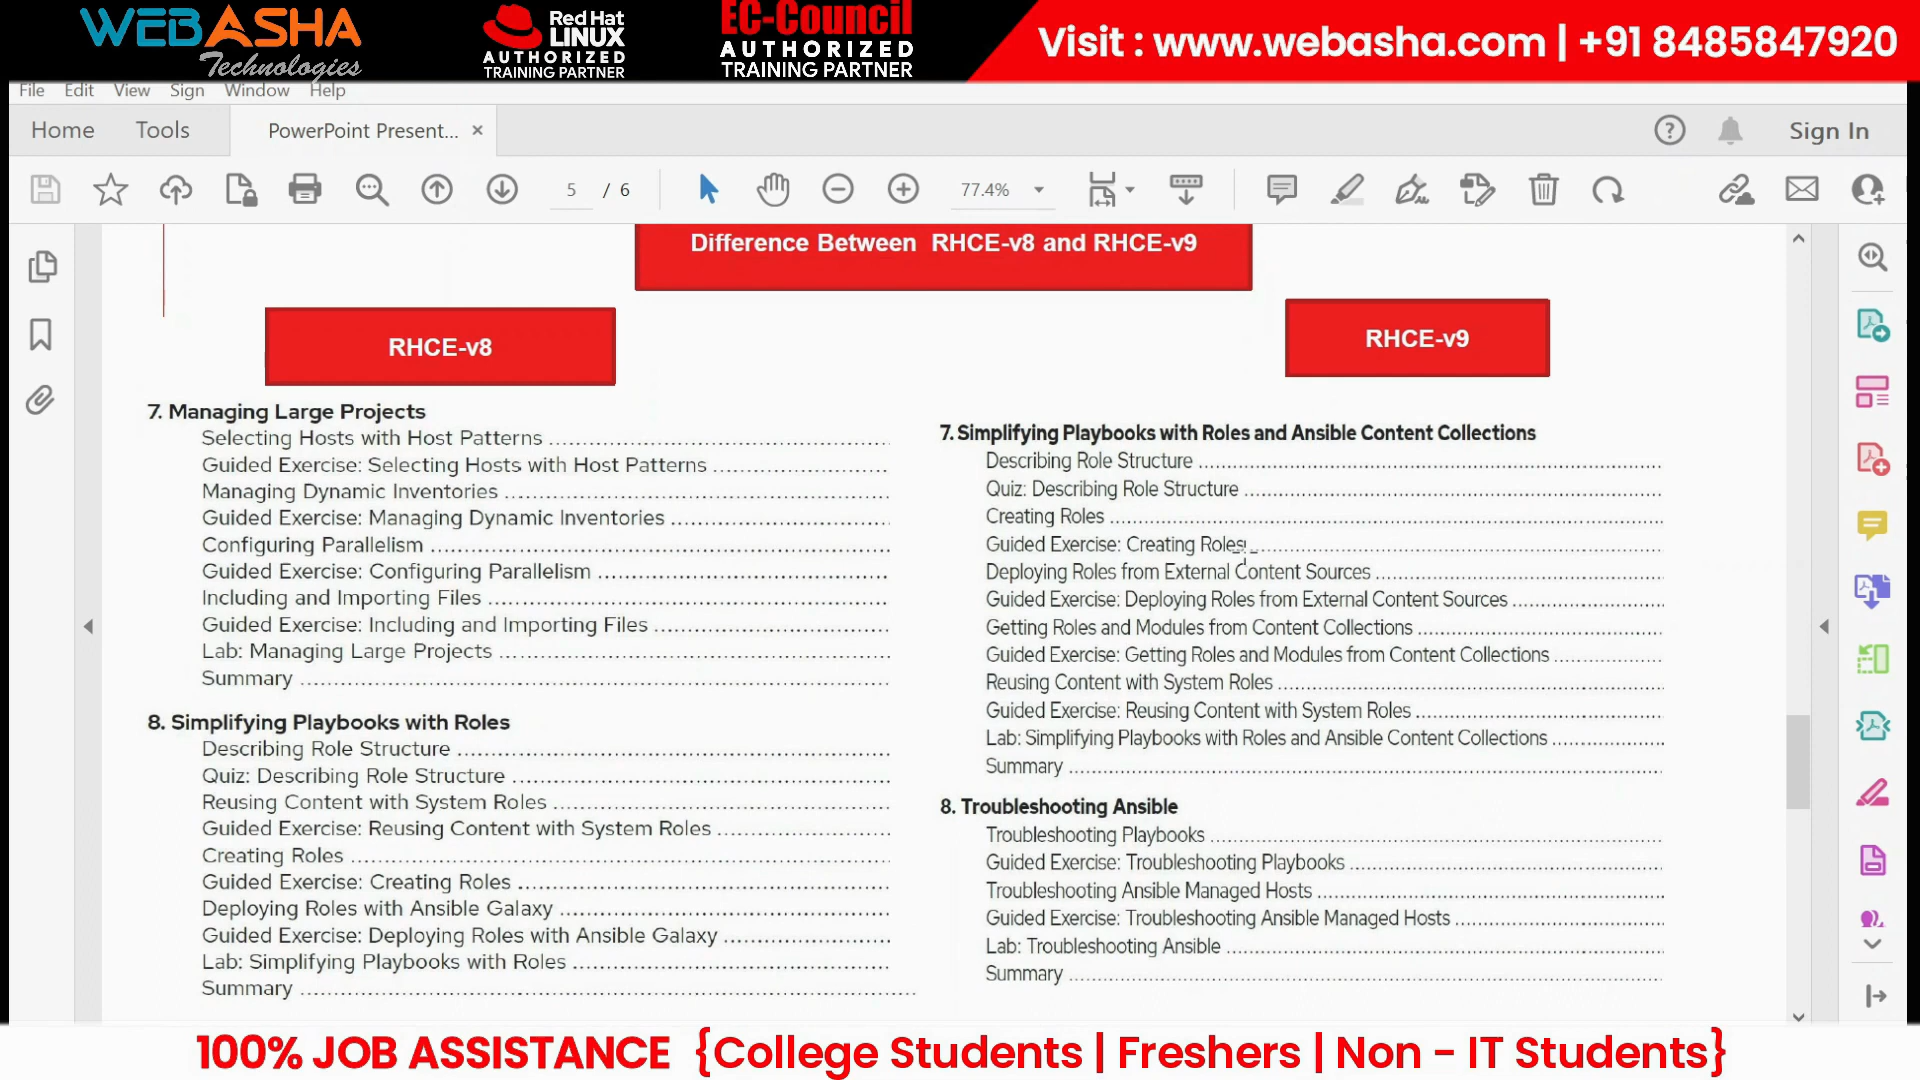 WEBASHA
Technologies
Red Hat
LINUX
AUTHORIZED
TRAINING PARTNER
EC-Council
AUTHORIZED
TRAINING PARTNER
Visit : www.webasha.com | +91 8485847920
File Edit View Sign Window Help
Home Tools PowerPoint Present... × Sign In
5 / 6 77.4%
Difference Between RHCE-v8 and RHCE-v9
RHCE-v8
7. Managing Large Projects
Selecting Hosts with Host Patterns
Guided Exercise: Selecting Hosts with Host Patterns
Managing Dynamic Inventories
Guided Exercise: Managing Dynamic Inventories
Configuring Parallelism
Guided Exercise: Configuring Parallelism
Including and Importing Files
Guided Exercise: Including and Importing Files
Lab: Managing Large Projects
Summary
8. Simplifying Playbooks with Roles
Describing Role Structure
Quiz: Describing Role Structure
Reusing Content with System Roles
Guided Exercise: Reusing Content with System Roles
Creating Roles
Guided Exercise: Creating Roles
Deploying Roles with Ansible Galaxy
Guided Exercise: Deploying Roles with Ansible Galaxy
Lab: Simplifying Playbooks with Roles
Summary
RHCE-v9
7. Simplifying Playbooks with Roles and Ansible Content Collections
Describing Role Structure
Quiz: Describing Role Structure
Creating Roles
Guided Exercise: Creating Roles
Deploying Roles from External Content Sources
Guided Exercise: Deploying Roles from External Content Sources
Getting Roles and Modules from Content Collections
Guided Exercise: Getting Roles and Modules from Content Collections
Reusing Content with System Roles
Guided Exercise: Reusing Content with System Roles
Lab: Simplifying Playbooks with Roles and Ansible Content Collections
Summary
8. Troubleshooting Ansible
Troubleshooting Playbooks
Guided Exercise: Troubleshooting Playbooks
Troubleshooting Ansible Managed Hosts
Guided Exercise: Troubleshooting Ansible Managed Hosts
Lab: Troubleshooting Ansible
Summary
100% JOB ASSISTANCE {College Students | Freshers | Non - IT Students}